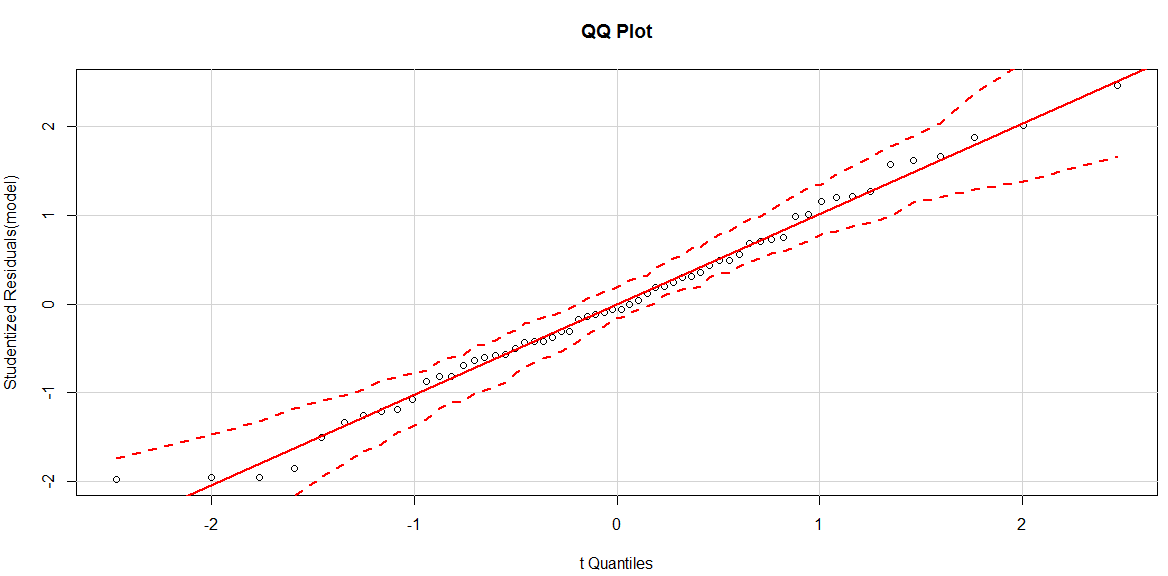 QQ Plot
Studentized Residuals(model)
2
1
0
-1
-2
-2 -1 0 1 2
t Quantiles